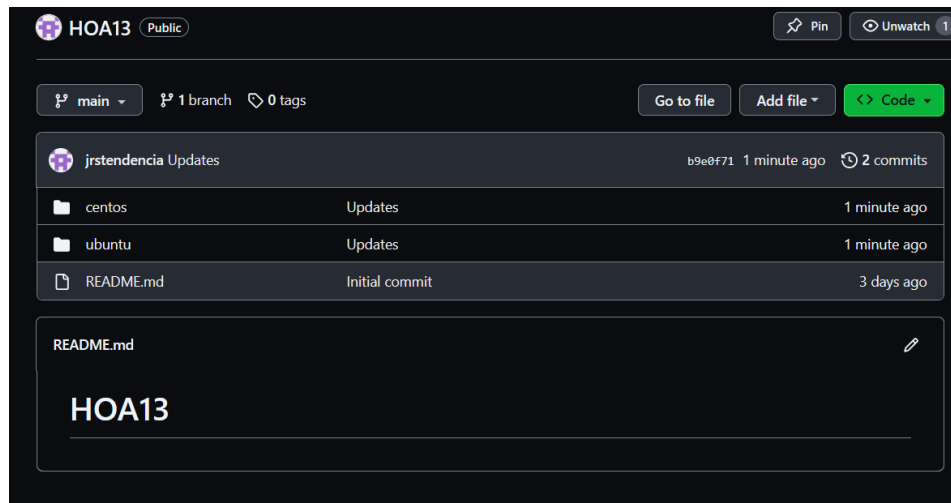 HOA13 Public Pin Unwatch 1
main 1 branch 0 tags Go to file Add file Code
jrstendencia Updates b9e0f71 1 minute ago 2 commits
centos Updates 1 minute ago
ubuntu Updates 1 minute ago
README.md Initial commit 3 days ago
README.md
HOA13